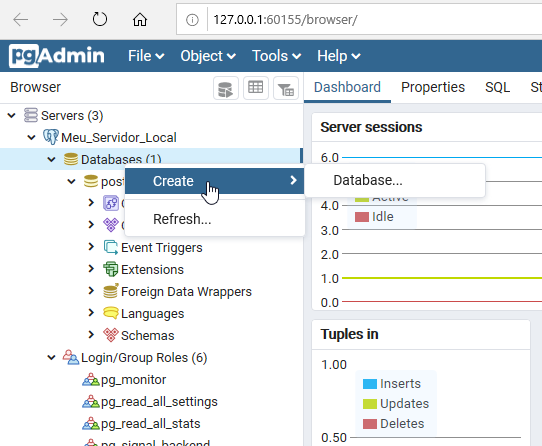 127.0.0.1:60155/browser/
pgAdmin File Object Tools Help
Browser
Dashboard Properties SQL
Servers (3)
Meu_Servidor_Local
Databases (1)
Create
Database...
Refresh...
Event Triggers
Extensions
Foreign Data Wrappers
Languages
Schemas
Login/Group Roles (6)
pg_monitor
pg_read_all_settings
pg_read_all_stats
pg_signal_backend
Server sessions
6.0
4.0
3.0
2.0
1.0
0.0
Active
Idle
Tuples in
1.00
0.50
Inserts
Updates
Deletes